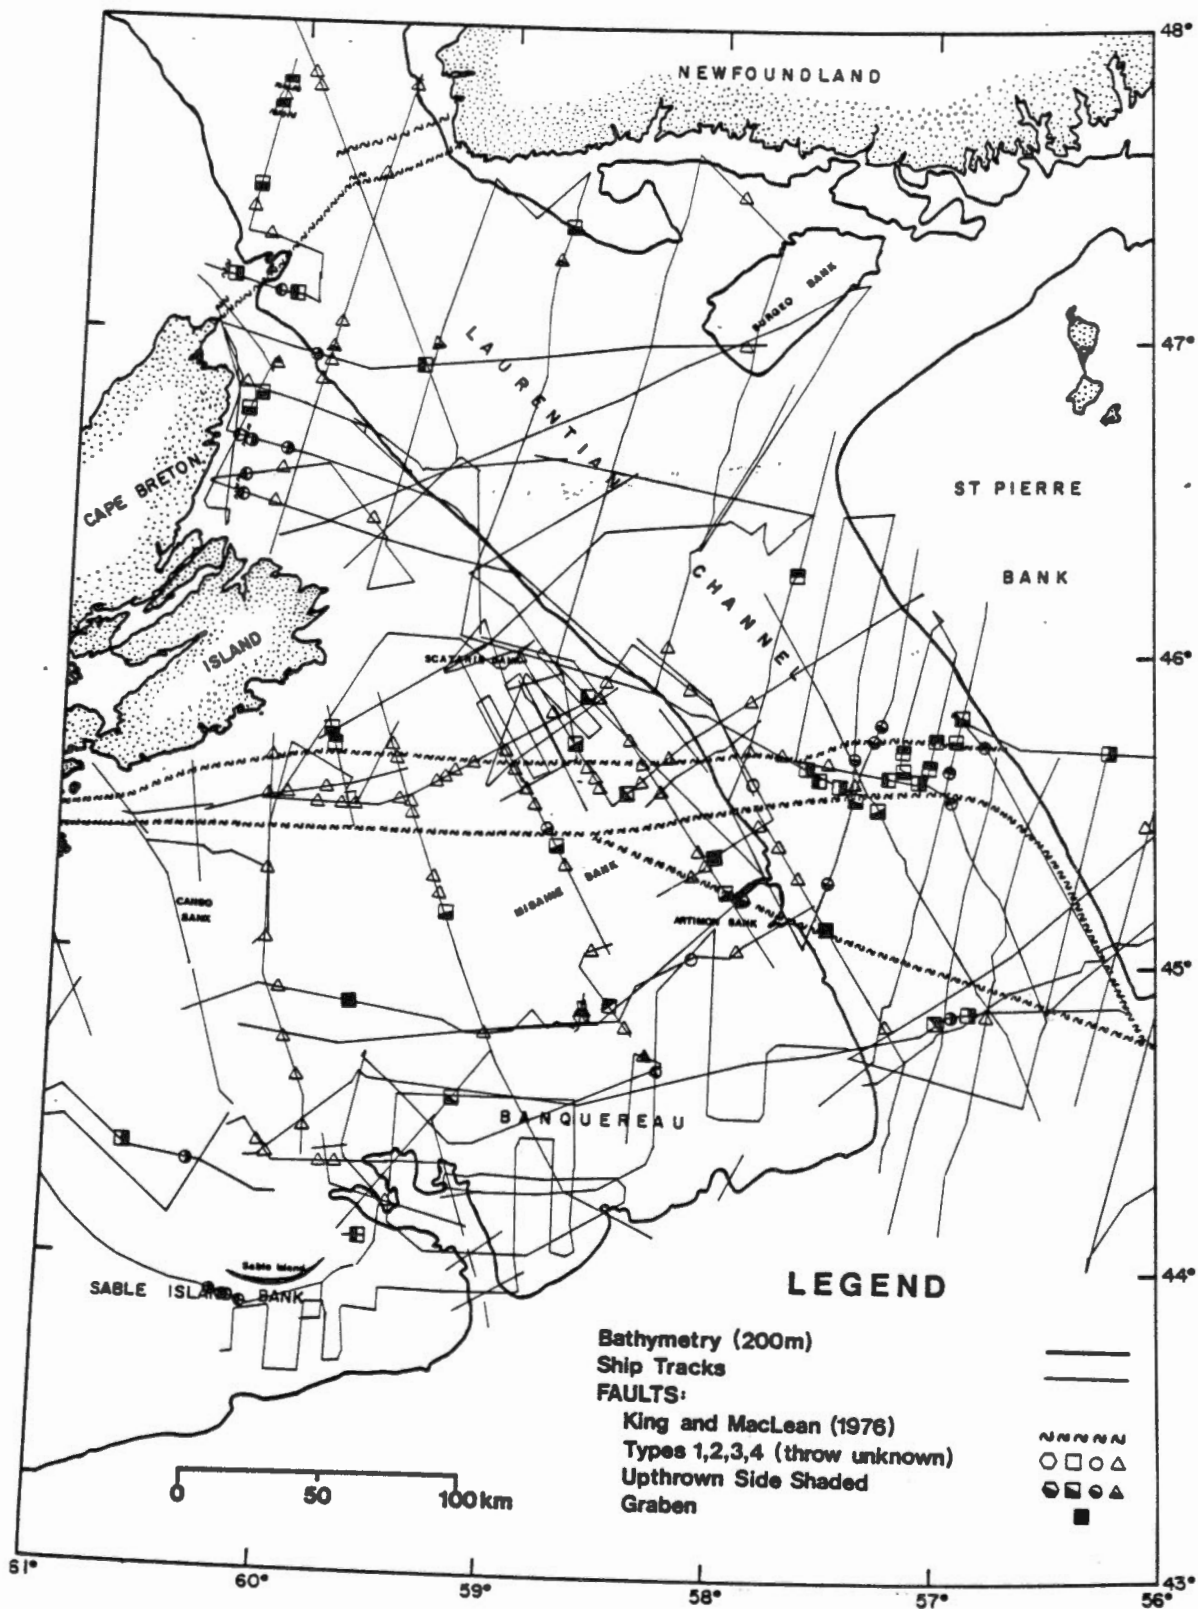 48°
NEWFOUNDLAND
BURGEO BANK
47°
LAURENTIAN
CAPE BRETON
ST PIERRE
BANK
CHANNEL
ISLAND
46°
SCATARIE BANK
MISAINE BANK
CANSO
BANK
ARTIMON BANK
45°
BANQUEREAU
44°
Sable Island
SABLE ISLAND BANK
LEGEND
Bathymetry (200m)
Ship Tracks
FAULTS:
King and MacLean (1976)
Types 1,2,3,4 (throw unknown)
Upthrown Side Shaded
Graben
0 50 100km
43°
61° 60° 59° 58° 57° 56°